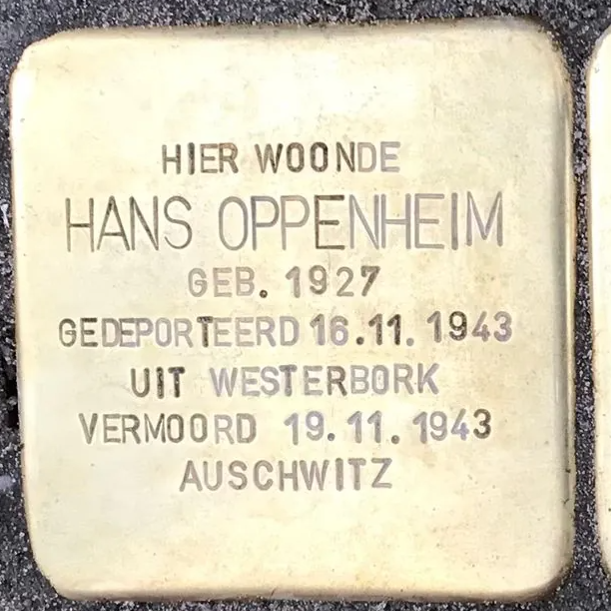 HIER WOONDE
HANS OPPENHEIM
GEB. 1927
GEDEPORTEERD 16.11.1943
UIT WESTERBORK
VERMOORD 19.11.1943
AUSCHWITZ